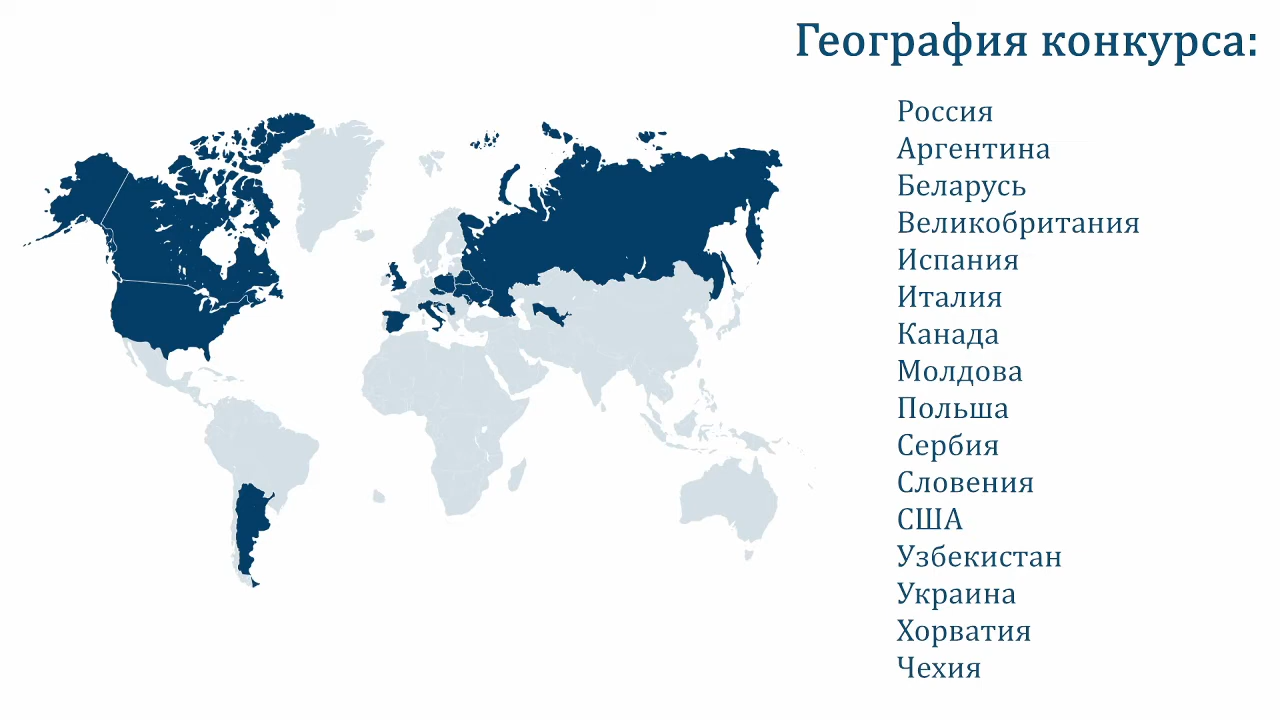 География конкурса:
Россия
Аргентина
Беларусь
Великобритания
Испания
Италия
Канада
Молдова
Польша
Сербия
Словения
США
Узбекистан
Украина
Хорватия
Чехия